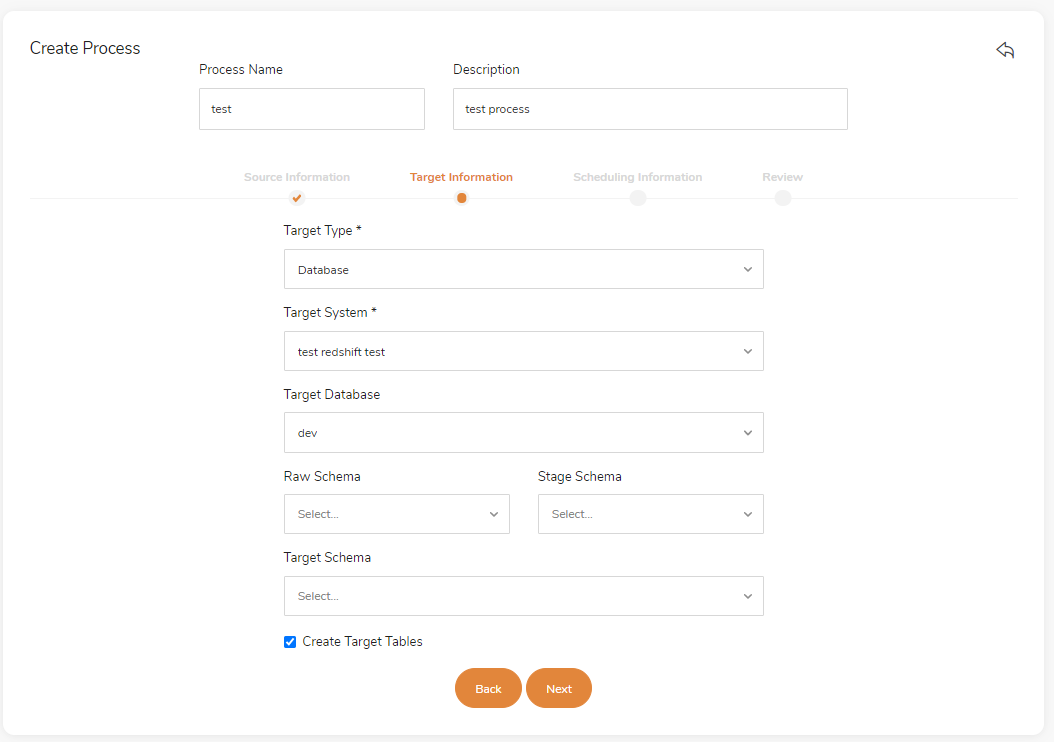 Create Process
Process Name
Description
test
test process
Source Information
Target Information
Scheduling Information
Review
Target Type *
Database
Target System *
test redshift test
Target Database
dev
Raw Schema
Stage Schema
Select...
Select...
Target Schema
Select...
Create Target Tables
Back
Next